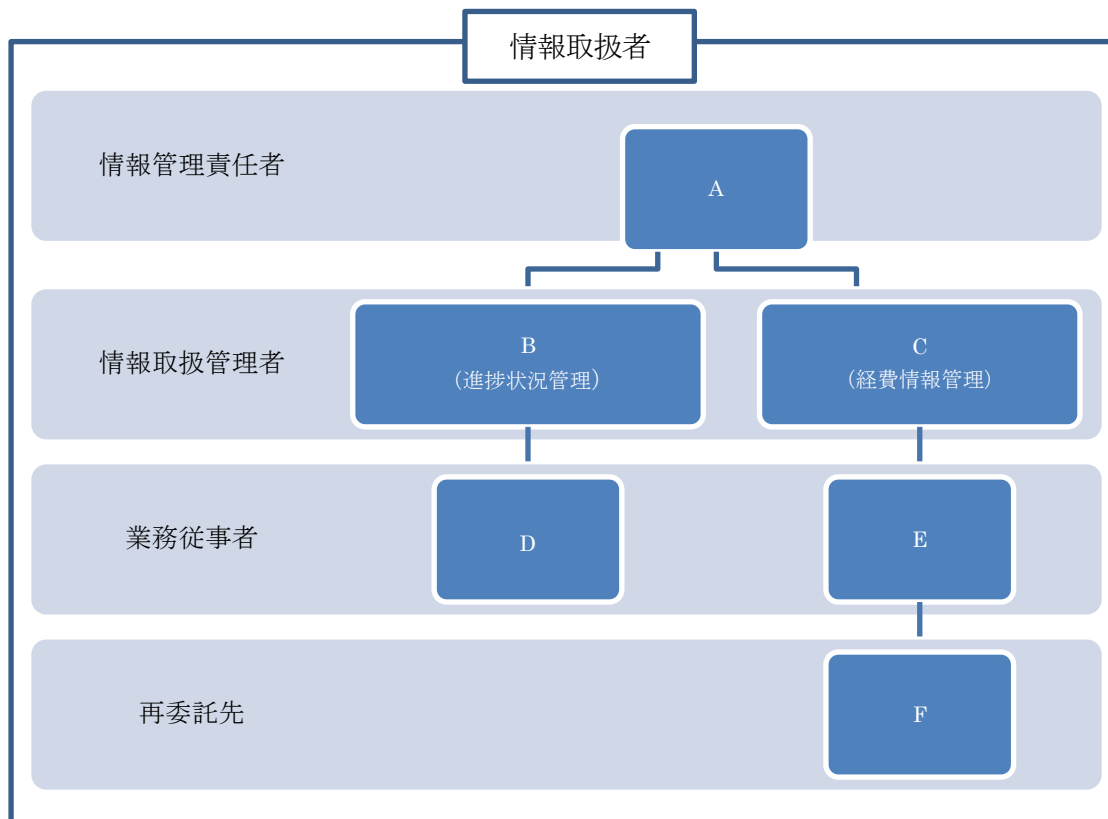 情報取扱者
情報管理責任者
A
情報取扱管理者
B
（進捗状況管理）
C
（経費情報管理）
業務従事者
D
E
再委託先
F